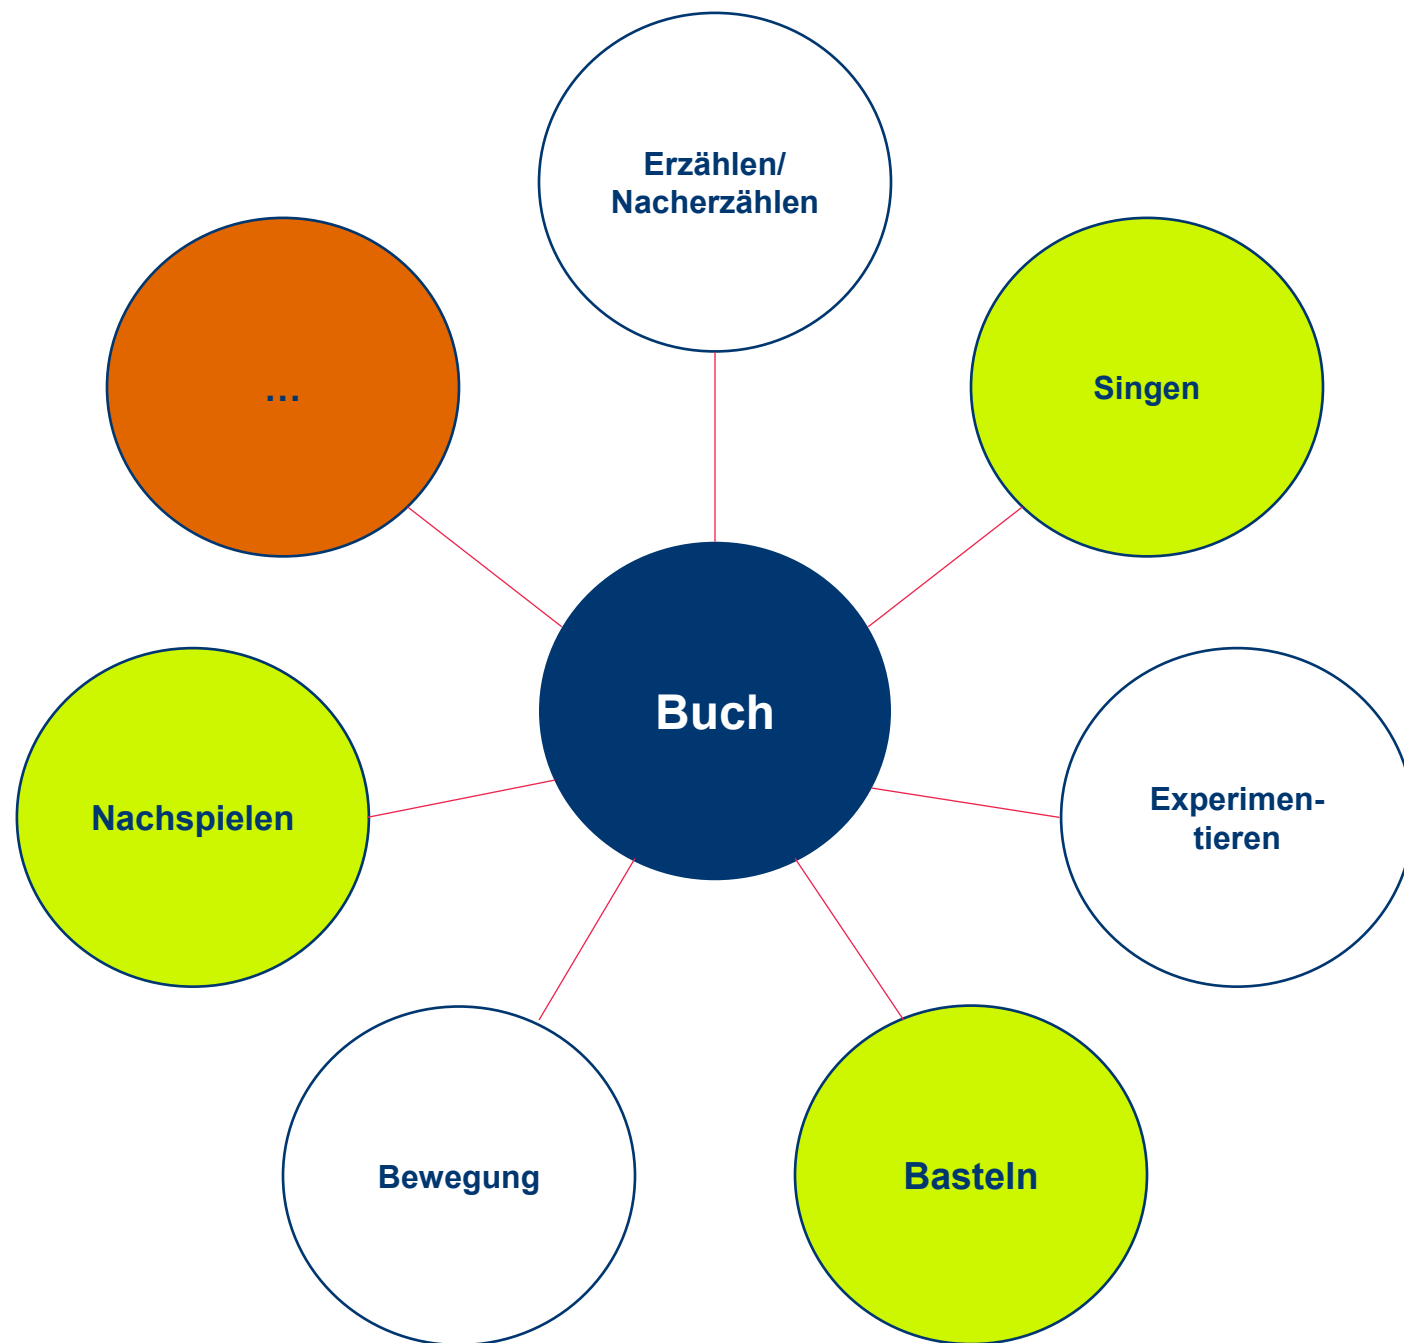 Erzählen/
Nacherzählen
Singen
...
Buch
Experimen-
tieren
Nachspielen
Bewegung
Basteln